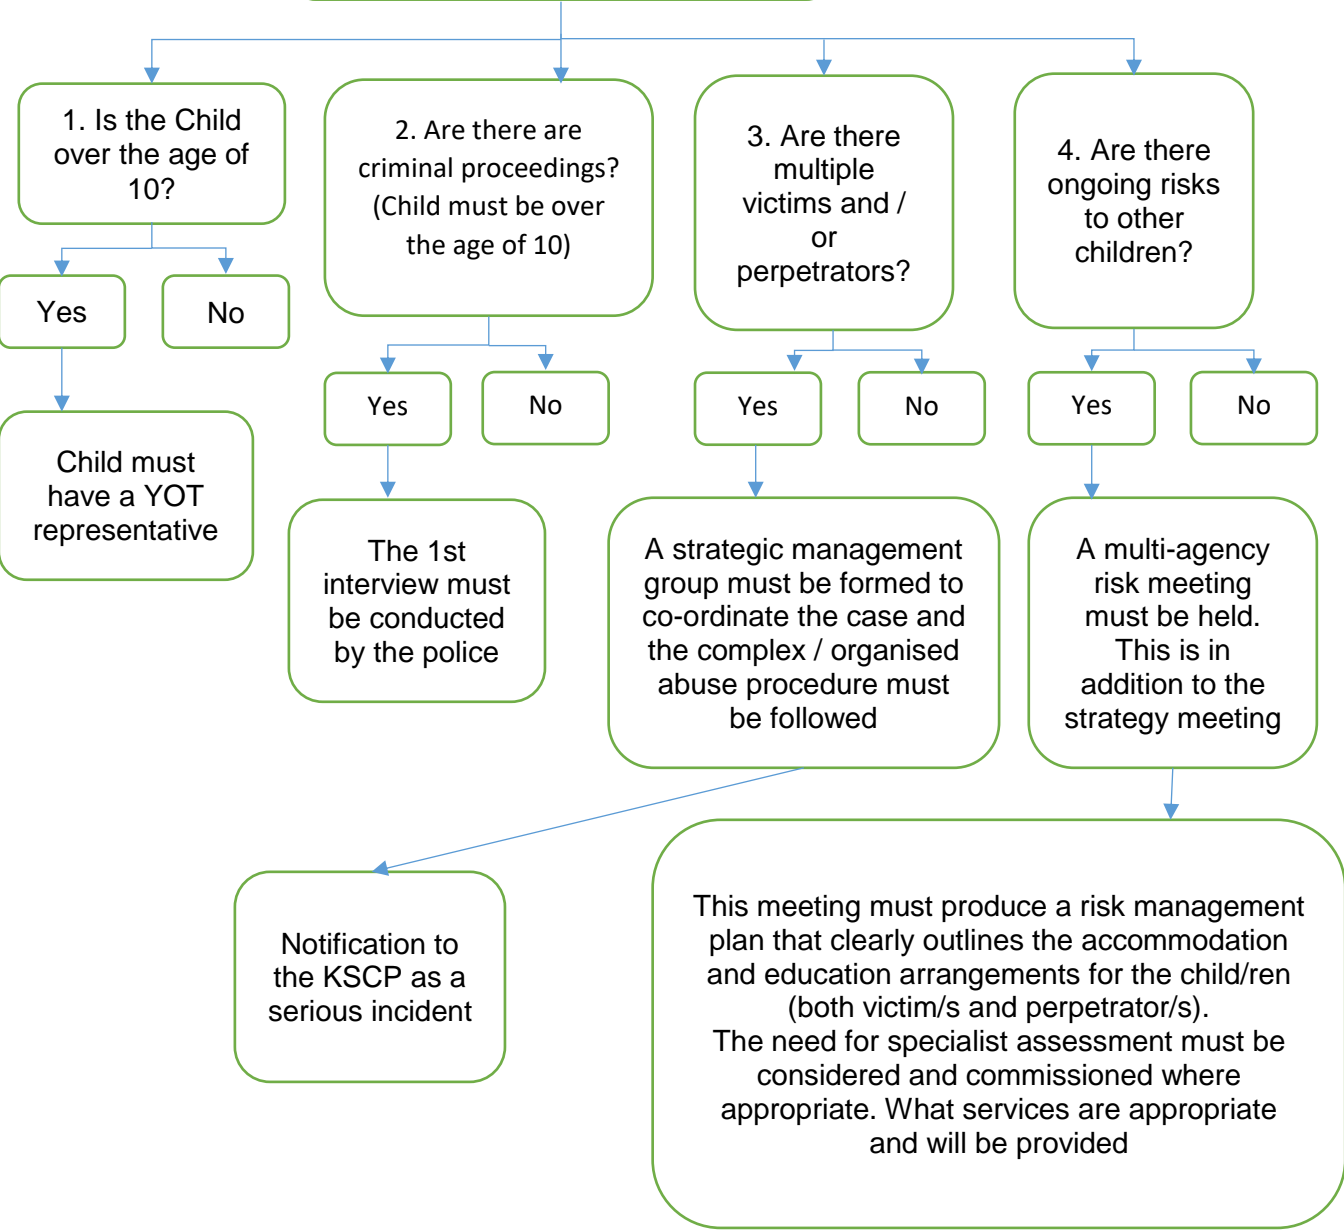 1. Is the Child
over the age of
10?
Yes
No
Child must
have a YOT
representative
2. Are there are
criminal proceedings?
(Child must be over
the age of 10)
Yes
No
The 1st
interview must
be conducted
by the police
3. Are there
multiple
victims and /
or
perpetrators?
Yes
No
A strategic management
group must be formed to
co-ordinate the case and
the complex / organised
abuse procedure must
be followed
Notification to
the KSCP as a
serious incident
4. Are there
ongoing risks
to other
children?
Yes
No
A multi-agency
risk meeting
must be held.
This is in
addition to the
strategy meeting
This meeting must produce a risk management
plan that clearly outlines the accommodation
and education arrangements for the child/ren
(both victim/s and perpetrator/s).
The need for specialist assessment must be
considered and commissioned where
appropriate. What services are appropriate
and will be provided